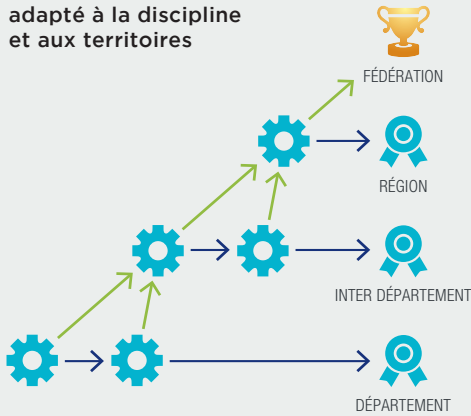 adapté à la discipline
et aux territoires
FÉDÉRATION
RÉGION
INTER DÉPARTEMENT
DÉPARTEMENT